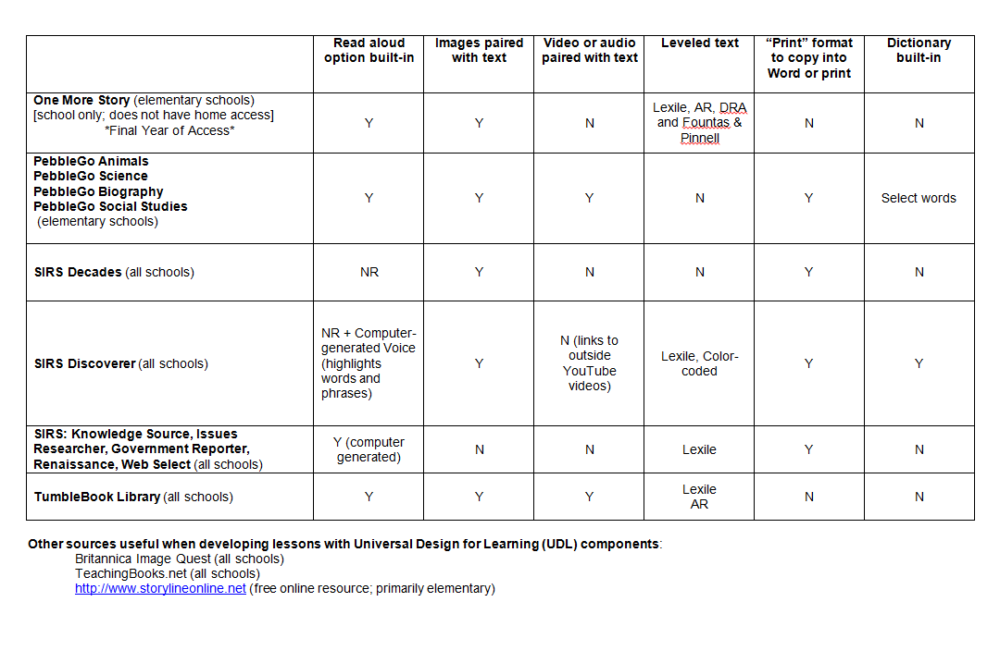 Read aloud option built-in
Images paired with text
Video or audio paired with text
Leveled text
“Print” format to copy into Word or print
Dictionary built-in
One More Story (elementary schools)
[school only; does not have home access]
*Final Year of Access*
Y
Y
N
Lexile, AR, DRA
and Fountas &
Pinnell
N
N
PebbleGo Animals
PebbleGo Science
PebbleGo Biography
PebbleGo Social Studies
(elementary schools)
Y
Y
Y
N
Y
Select words
SIRS Decades (all schools)
NR
Y
N
N
Y
N
SIRS Discoverer (all schools)
NR + Computer-
generated Voice
(highlights
words and
phrases)
Y
N (links to
outside
YouTube
videos)
Lexile, Color-
coded
Y
Y
SIRS: Knowledge Source, Issues
Researcher, Government Reporter,
Renaissance, Web Select (all schools)
Y (computer
generated)
N
N
Lexile
Y
N
TumbleBook Library (all schools)
Y
Y
Y
Lexile
AR
N
N
Other sources useful when developing lessons with Universal Design for Learning (UDL) components:
Britannica Image Quest (all schools)
TeachingBooks.net (all schools)
http://www.storylineonline.net (free online resource; primarily elementary)